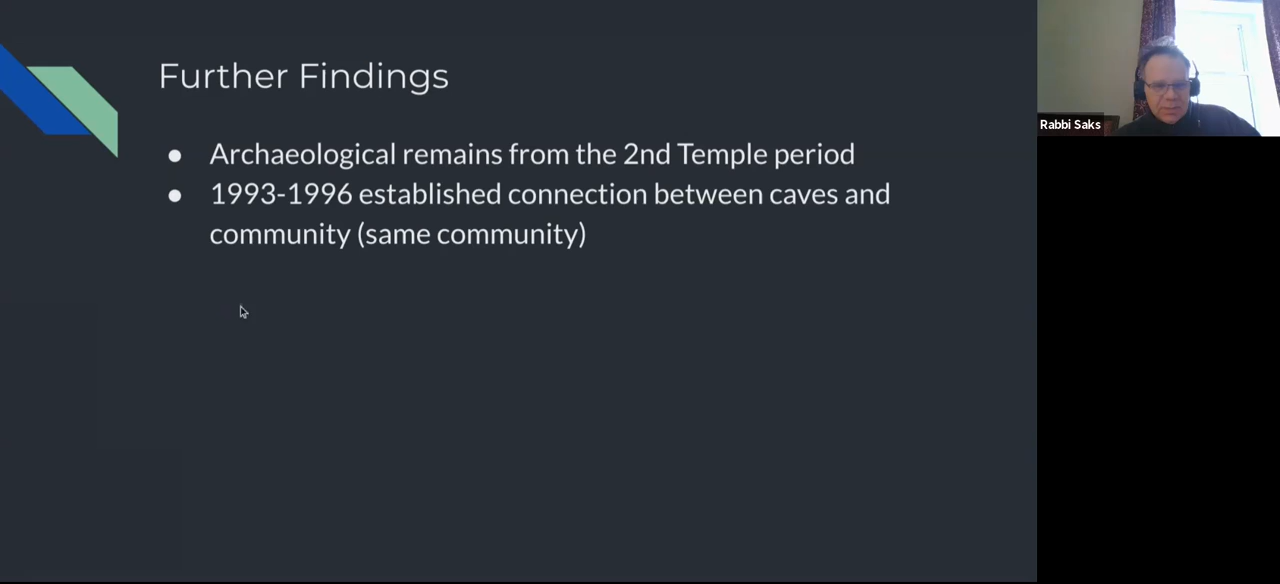 Further Findings
● Archaeological remains from the 2nd Temple period
● 1993-1996 established connection between caves and
community (same community)
Rabbi Saks